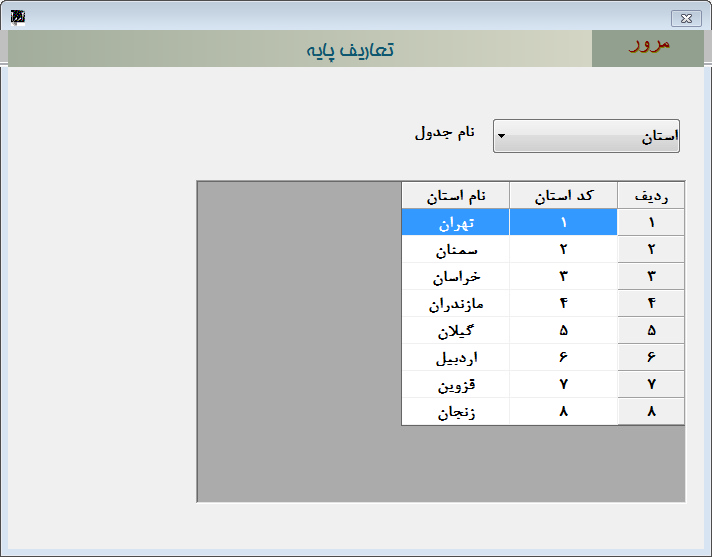 مرور
تعاریف پایه
استان نام جدول
ردیف کد استان نام استان
۱ ۱ تهران
۲ ۲ سمنان
۳ ۳ خراسان
۴ ۴ مازندران
۵ ۵ گیلان
۶ ۶ اردبیل
۷ ۷ قزوین
۸ ۸ زنجان